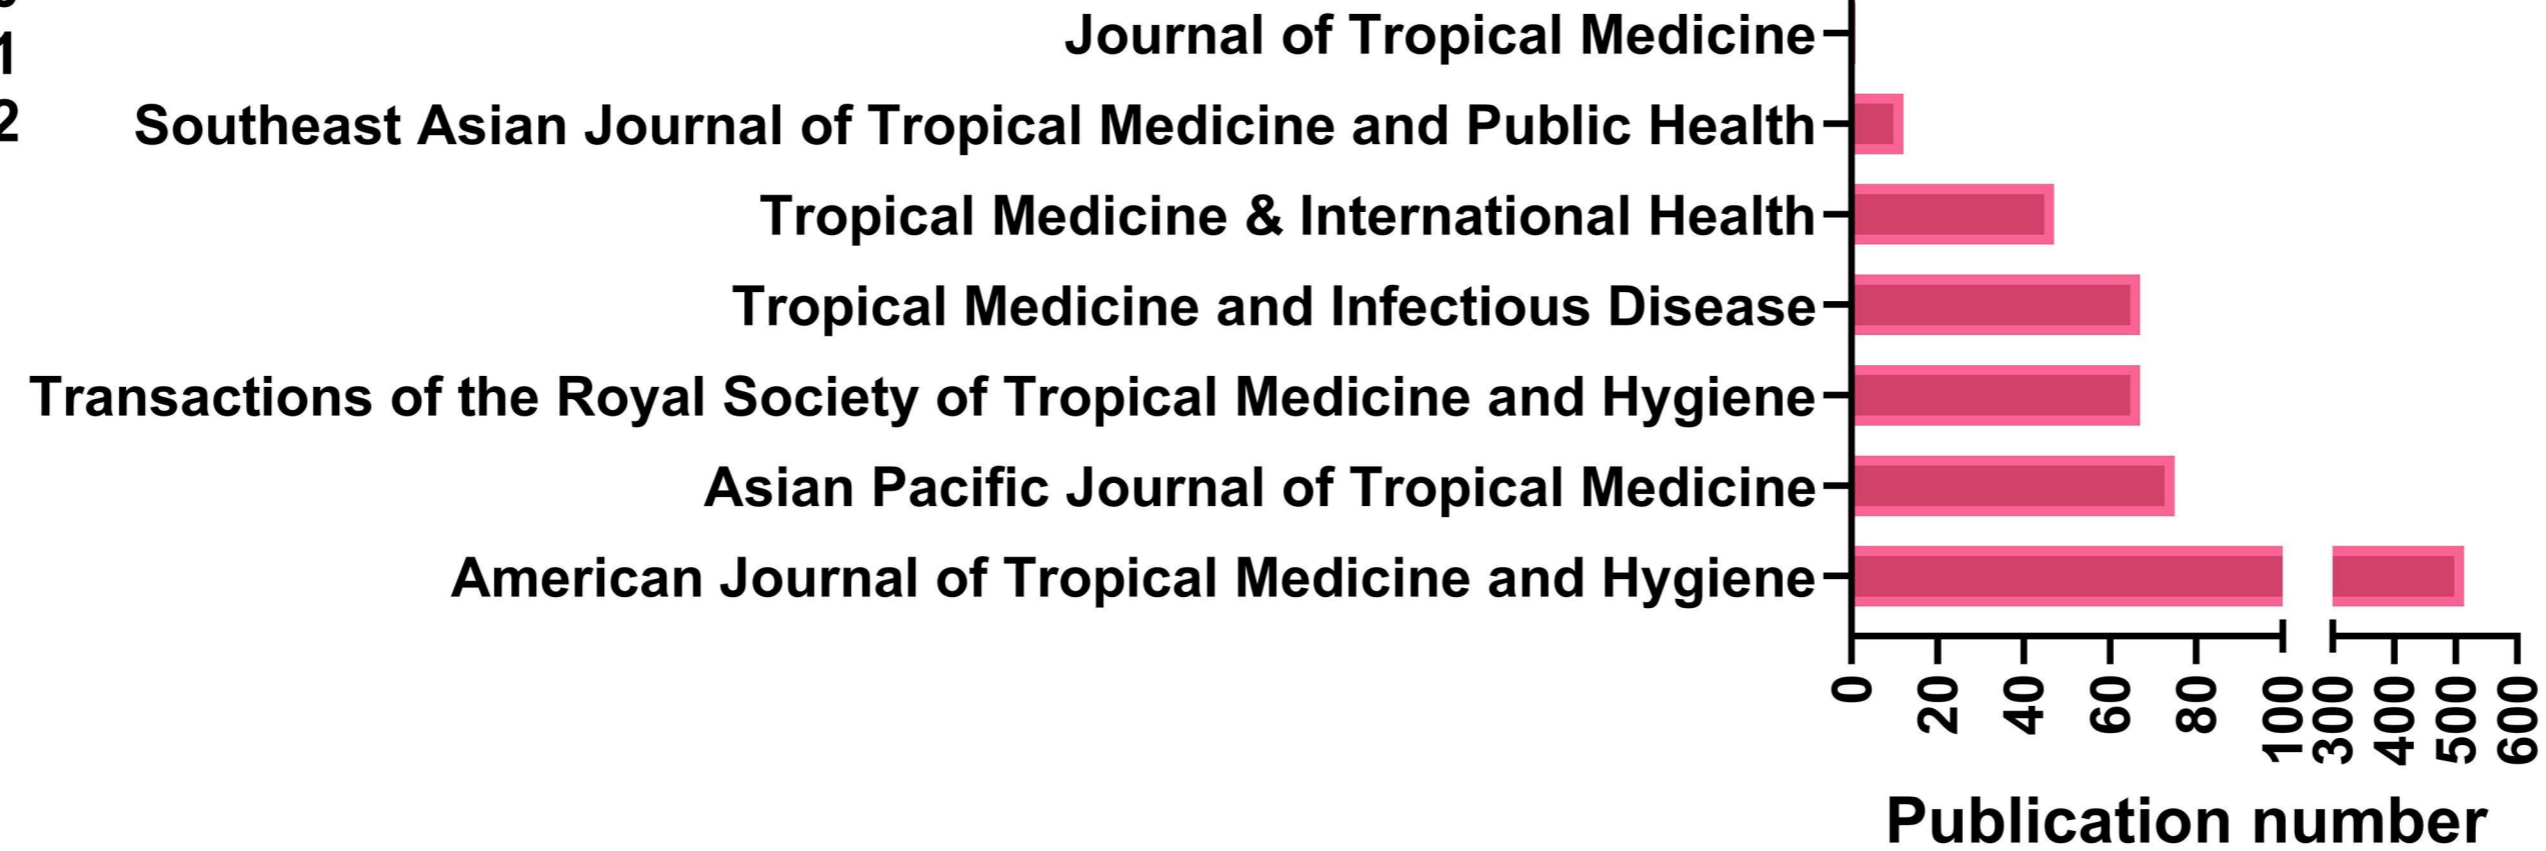 1
2
Journal of Tropical Medicine
Southeast Asian Journal of Tropical Medicine and Public Health
Tropical Medicine & International Health
Tropical Medicine and Infectious Disease
Transactions of the Royal Society of Tropical Medicine and Hygiene
Asian Pacific Journal of Tropical Medicine
American Journal of Tropical Medicine and Hygiene
0
20
40
60
80
100
300
400
500
600
Publication number